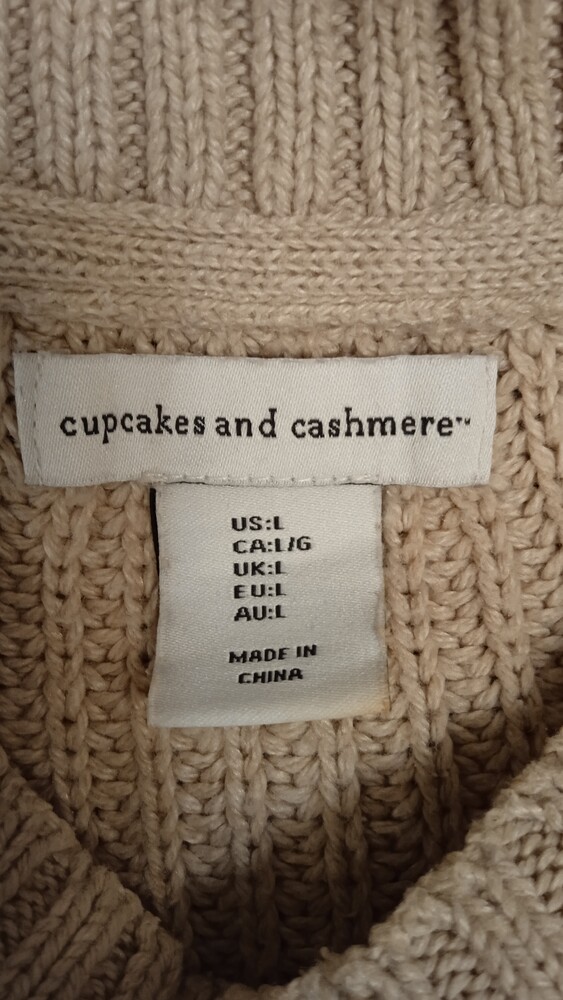 cupcakes and cashmere™
US:L
CA:L/G
UK:L
EU:L
AU:L
MADE IN
CHINA